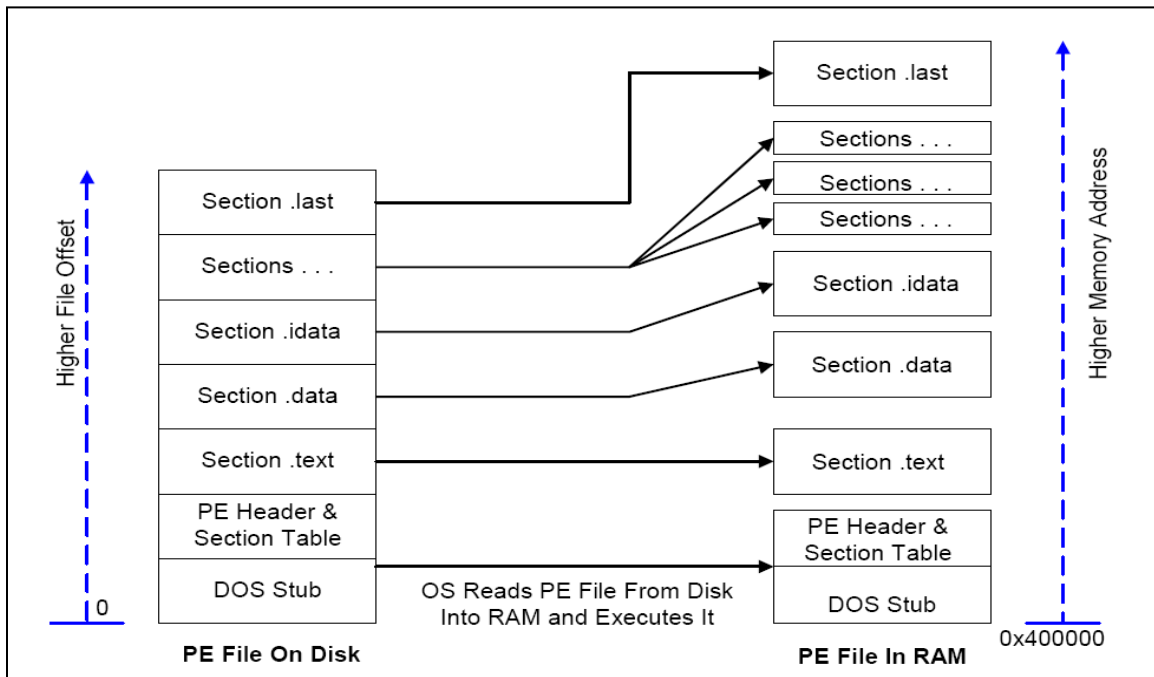 Higher File Offset
0
Section .last
Sections . . .
Section .idata
Section .data
Section .text
PE Header &
Section Table
DOS Stub
PE File On Disk
OS Reads PE File From Disk
Into RAM and Executes It
Section .last
Sections . . .
Sections . . .
Sections . . .
Section .idata
Section .data
Section .text
PE Header &
Section Table
DOS Stub
PE File In RAM
Higher Memory Address
0x400000